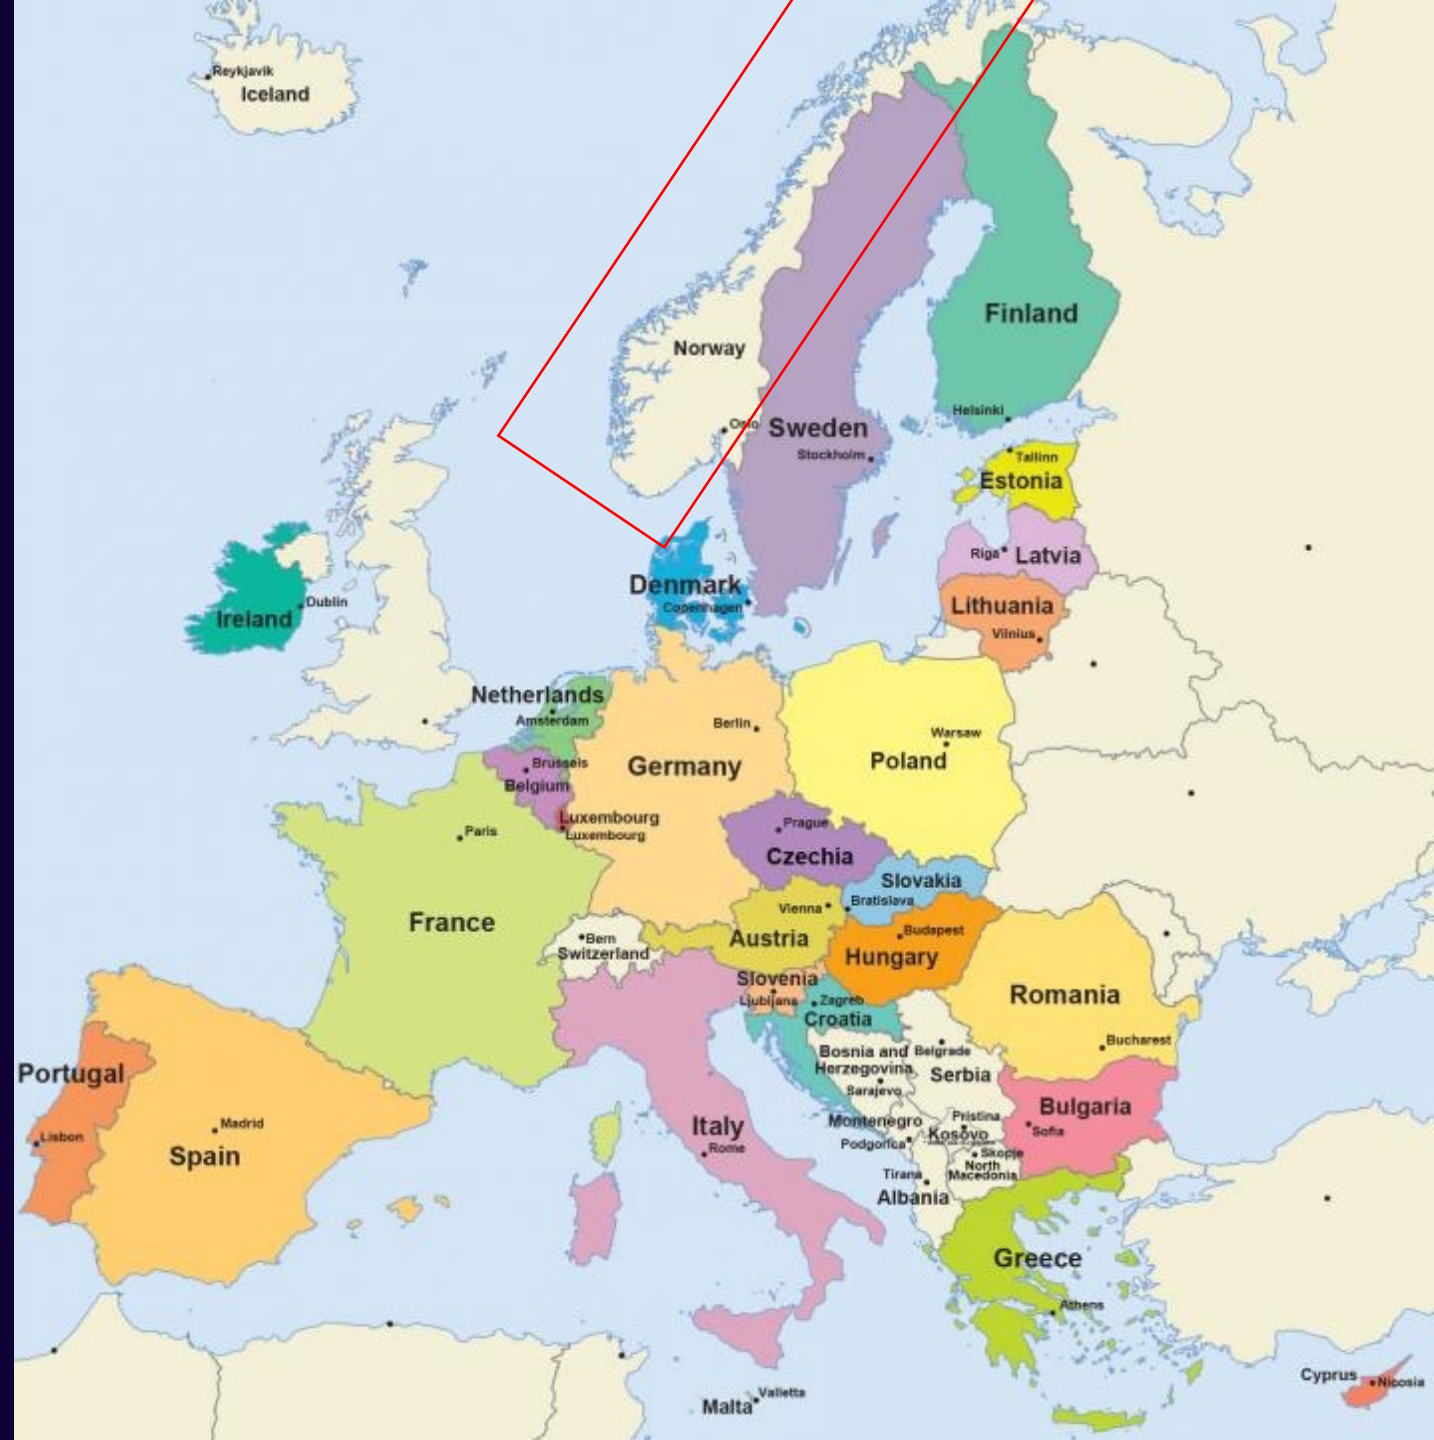 Reykjavik
Iceland
Finland
Norway
Helsinki
Oslo
Sweden
Stockholm
Tallinn
Estonia
Riga
Latvia
Denmark
Copenhagen
Dublin
Ireland
Lithuania
Vilnius
Netherlands
Amsterdam
Berlin
Warsaw
Poland
Germany
Brussels
Belgium
Luxembourg
Luxembourg
Paris
Prague
Czechia
Slovakia
Bratislava
Vienna
France
Austria
Budapest
Hungary
Bern
Switzerland
Slovenia
Ljubljana
Zagreb
Croatia
Romania
Bucharest
Bosnia and
Herzegovina
Sarajevo
Belgrade
Serbia
Portugal
Lisbon
Madrid
Spain
Italy
Rome
Montenegro
Podgorica
Pristina
Kosovo
Bulgaria
Sofia
Skopje
North
Macedonia
Tirana
Albania
Greece
Athens
Cyprus
Nicosia
Malta
Valletta